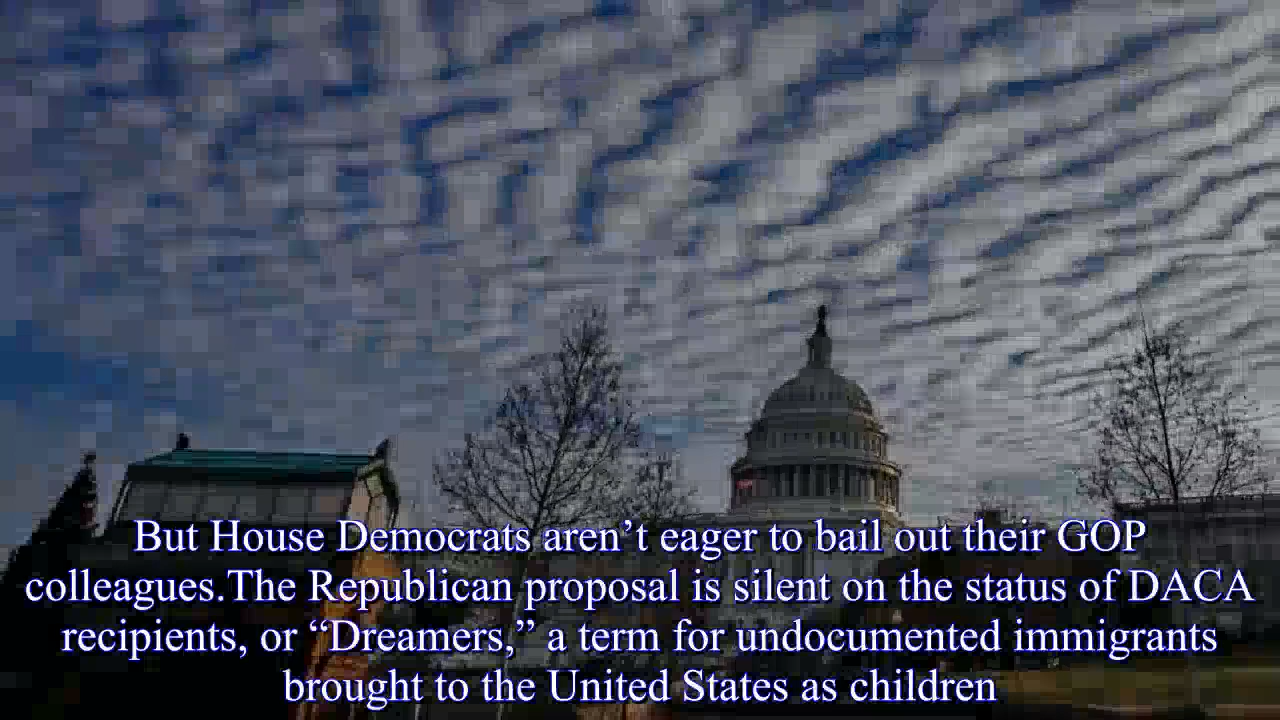 But House Democrats aren’t eager to bail out their GOP
colleagues.The Republican proposal is silent on the status of DACA
recipients, or “Dreamers,” a term for undocumented immigrants
brought to the United States as children